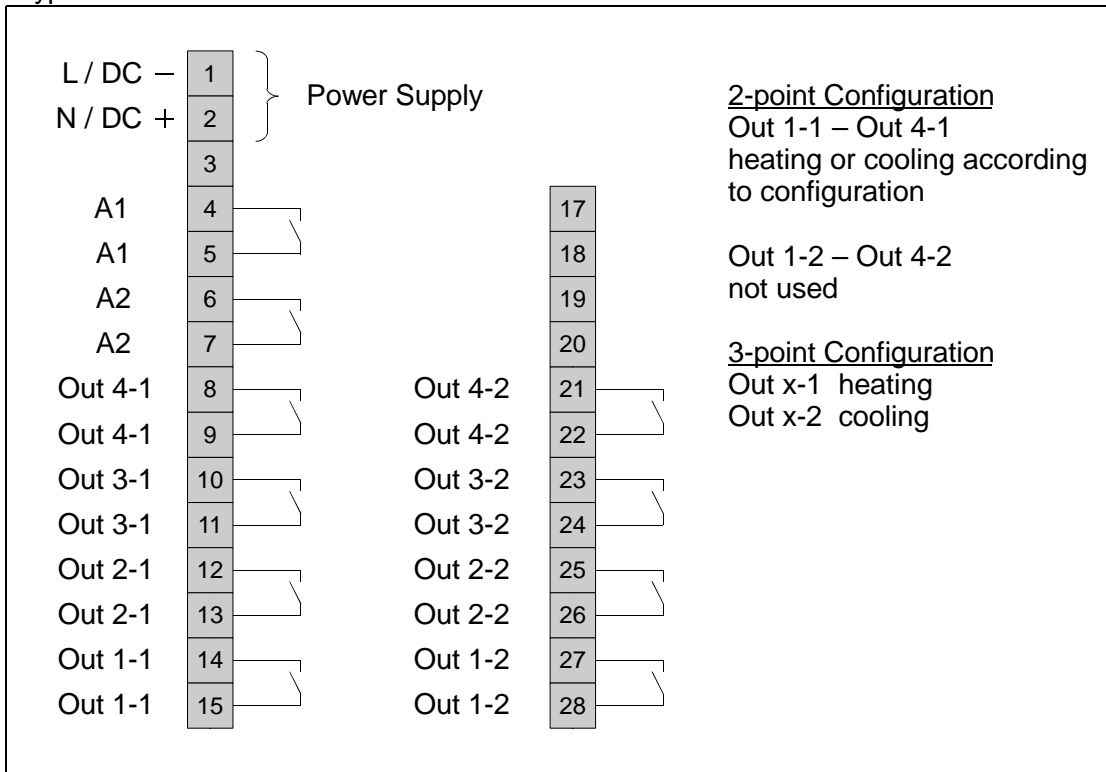 L / DC – 1
N / DC + 2
Power Supply
3
A1 4
A1 5
A2 6
A2 7
Out 4-1 8
Out 4-1 9
Out 3-1 10
Out 3-1 11
Out 2-1 12
Out 2-1 13
Out 1-1 14
Out 1-1 15
17
18
19
20
Out 4-2 21
Out 4-2 22
Out 3-2 23
Out 3-2 24
Out 2-2 25
Out 2-2 26
Out 1-2 27
Out 1-2 28
2-point Configuration
Out 1-1 – Out 4-1
heating or cooling according
to configuration
Out 1-2 – Out 4-2
not used
3-point Configuration
Out x-1 heating
Out x-2 cooling